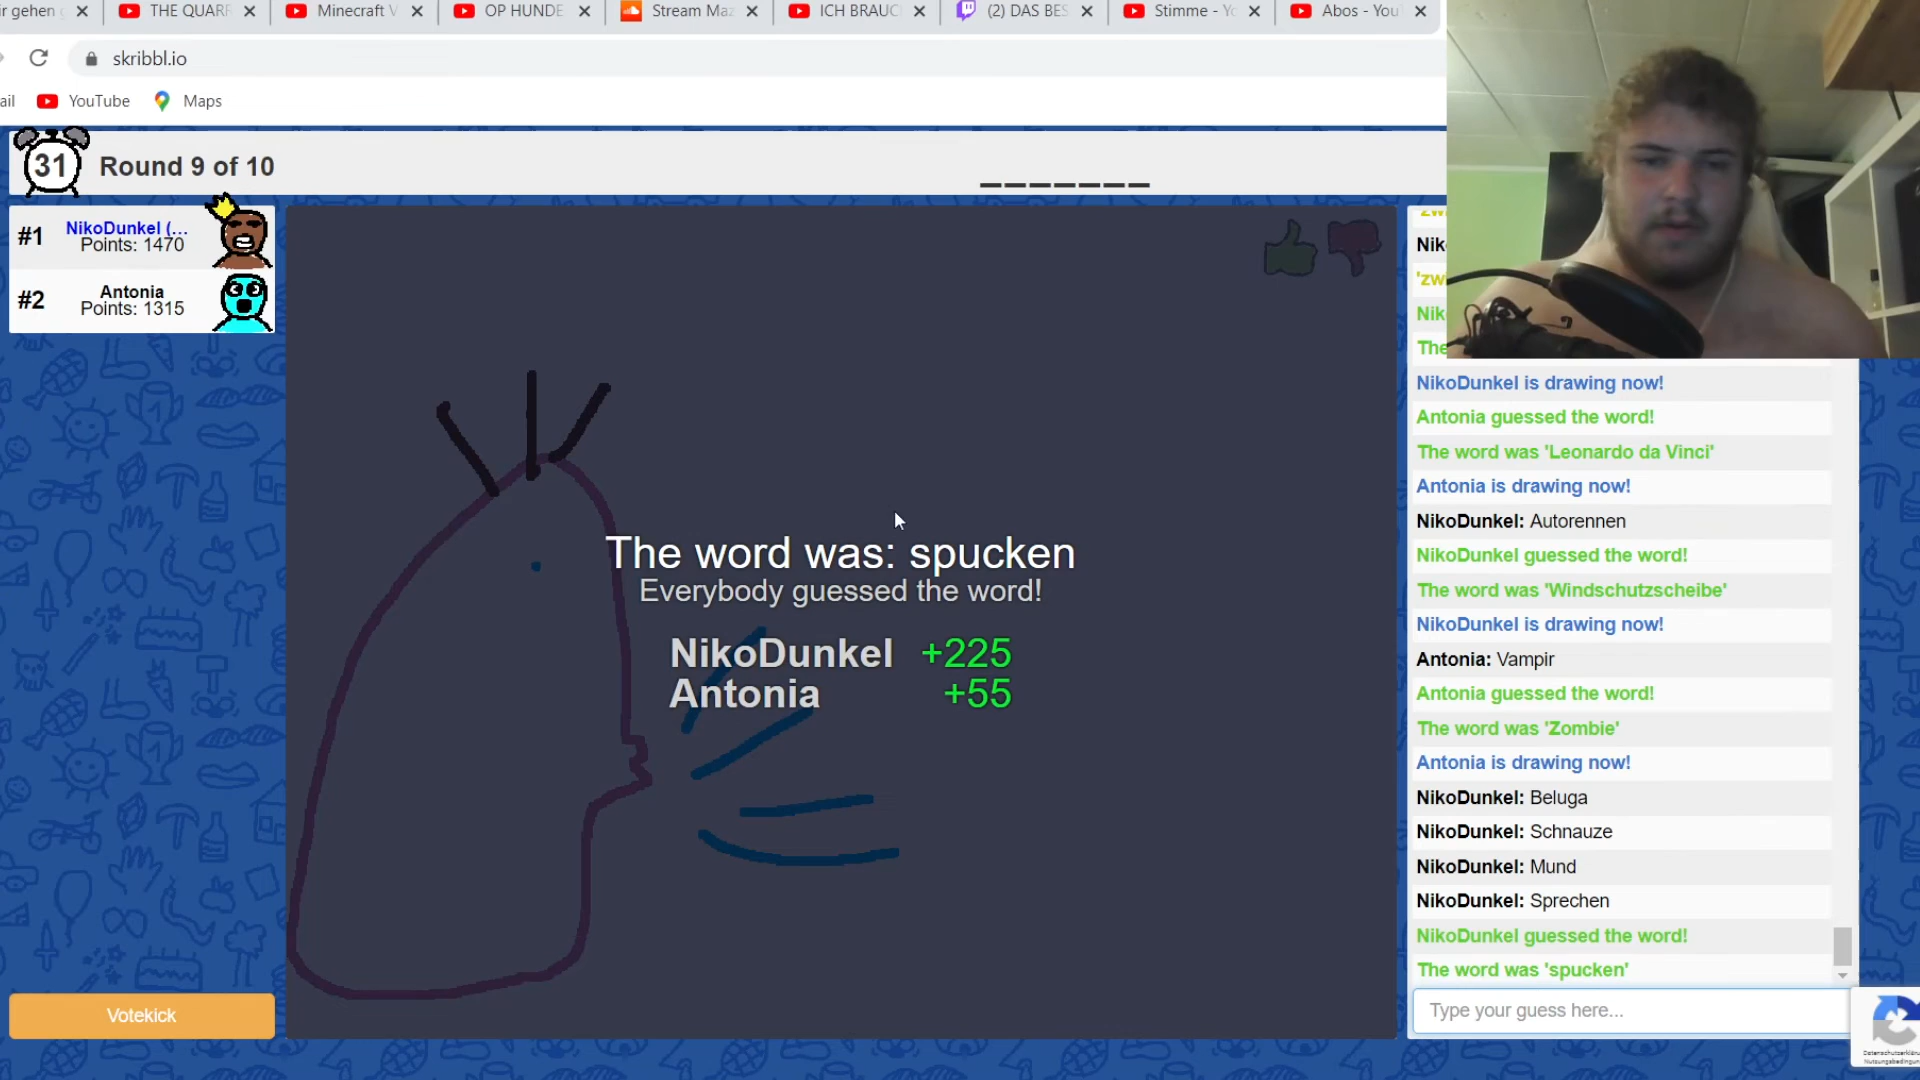 ir gehen
THE QUARR
Minecraft V
OP HUNDE
Stream Maz
ICH BRAUC
(2) DAS BES
Stimme - Yo
Abos - You
skribbl.io
ail
YouTube
Maps
31
Round 9 of 10
_______
#1
NikoDunkel (...
Points: 1470
#2
Antonia
Points: 1315
The word was: spucken
Everybody guessed the word!
NikoDunkel +225
Antonia +55
Nik
'zw
Nik
The
NikoDunkel is drawing now!
Antonia guessed the word!
The word was 'Leonardo da Vinci'
Antonia is drawing now!
NikoDunkel: Autorennen
NikoDunkel guessed the word!
The word was 'Windschutzscheibe'
NikoDunkel is drawing now!
Antonia: Vampir
Antonia guessed the word!
The word was 'Zombie'
Antonia is drawing now!
NikoDunkel: Beluga
NikoDunkel: Schnauze
NikoDunkel: Mund
NikoDunkel: Sprechen
NikoDunkel guessed the word!
The word was 'spucken'
Type your guess here...
Votekick